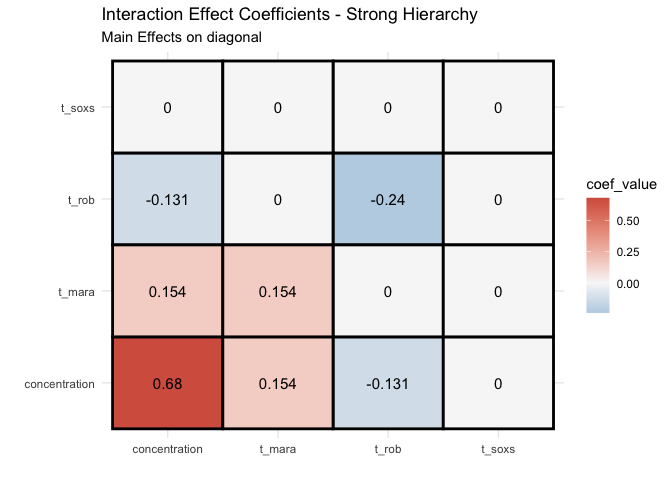 Interaction Effect Coefficients - Strong Hierarchy
Main Effects on diagonal
t_soxs 0 0 0 0
t_rob -0.131 0 -0.24 0
t_mara 0.154 0.154 0 0
concentration 0.68 0.154 -0.131 0
concentration t_mara t_rob t_soxs
coef_value
0.50
0.25
0.00